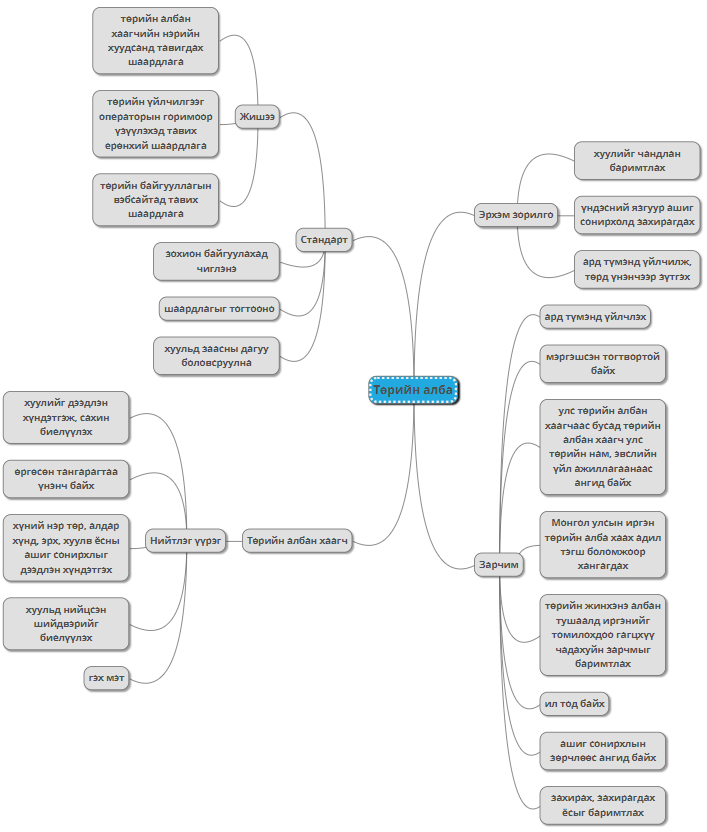 төрийн албан
хаагчийн нэрийн
хуудсанд тавигдах
шаардлага
төрийн үйлчилгээг
операторын горимоор
үзүүлэхэд тавих
ерөнхий шаардлага
төрийн байгууллагын
вэбсайтад тавих
шаардлага
Жишээ
Стандарт
зохион байгуулахад
чиглэнэ
шаардлагыг тогтооно
хуульд заасны дагуу
боловсруулна
Төрийн алба
Эрхэм зорилго
хуулийг чандлан
баримтлах
үндэсний язгуур ашиг
сонирхолд захирагдах
ард түмэнд үйлчилж,
төрд үнэнчээр зүтгэх
ард түмэнд үйлчлэх
мэргэшсэн тогтвортой
байх
улс төрийн албан
хаагчаас бусад төрийн
албан хаагч улс
төрийн нам, эвслийн
үйл ажиллагаанаас
ангид байх
Зарчим
Монгол улсын иргэн
төрийн алба хаах адил
тэгш боломжоор
хангагдах
төрийн жинхэнэ албан
тушаалд иргэнийг
томилохдоо гагцхүү
чадахуйн зарчмыг
баримтлах
ил тод байх
ашиг сонирхлын
зөрчлөөс ангид байх
захирах, захирагдах
ёсыг баримтлах
Төрийн албан хаагч
Нийтлэг үүрэг
хуулийг дээдлэн
хүндэтгэж, сахин
биелүүлэх
өргөсөн тангарагтаа
үнэнч байх
хүний нэр төр, алдар
хүнд, эрх, хууль ёсны
ашиг сонирхлыг
дээдлэн хүндэтгэх
хуульд нийцсэн
шийдвэрийг
биелүүлэх
гэх мэт